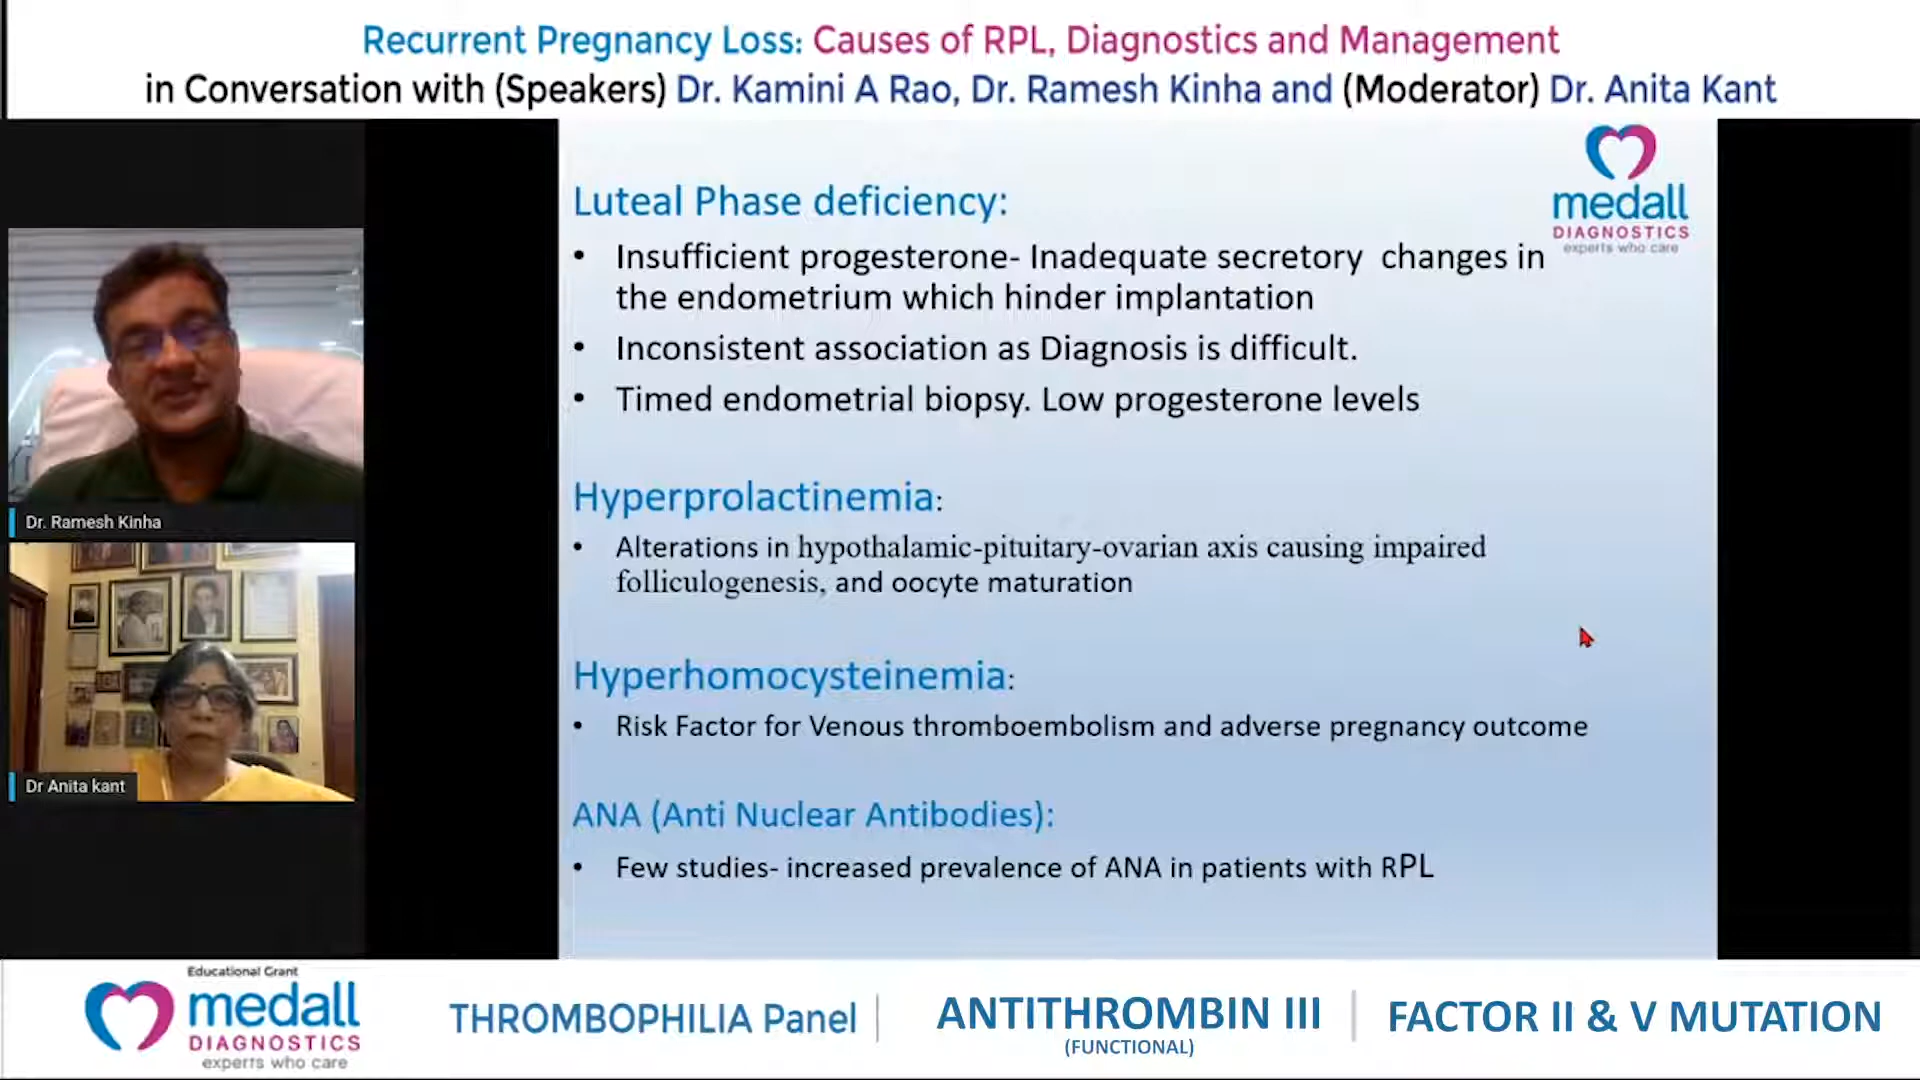 Recurrent Pregnancy Loss: Causes of RPL, Diagnostics and Management
in Conversation with (Speakers) Dr. Kamini A Rao, Dr. Ramesh Kinha and (Moderator) Dr. Anita Kant
medall
DIAGNOSTICS
experts who care
Luteal Phase deficiency:
• Insufficient progesterone- Inadequate secretory changes in
the endometrium which hinder implantation
• Inconsistent association as Diagnosis is difficult.
• Timed endometrial biopsy. Low progesterone levels
Hyperprolactinemia:
• Alterations in hypothalamic-pituitary-ovarian axis causing impaired
folliculogenesis, and oocyte maturation
Hyperhomocysteinemia:
• Risk Factor for Venous thromboembolism and adverse pregnancy outcome
ANA (Anti Nuclear Antibodies):
• Few studies- increased prevalence of ANA in patients with RPL
Dr. Ramesh Kinha
Dr Anita kant
Educational Grant
medall
DIAGNOSTICS
experts who care
THROMBOPHILIA Panel
ANTITHROMBIN III
(FUNCTIONAL)
FACTOR II & V MUTATION